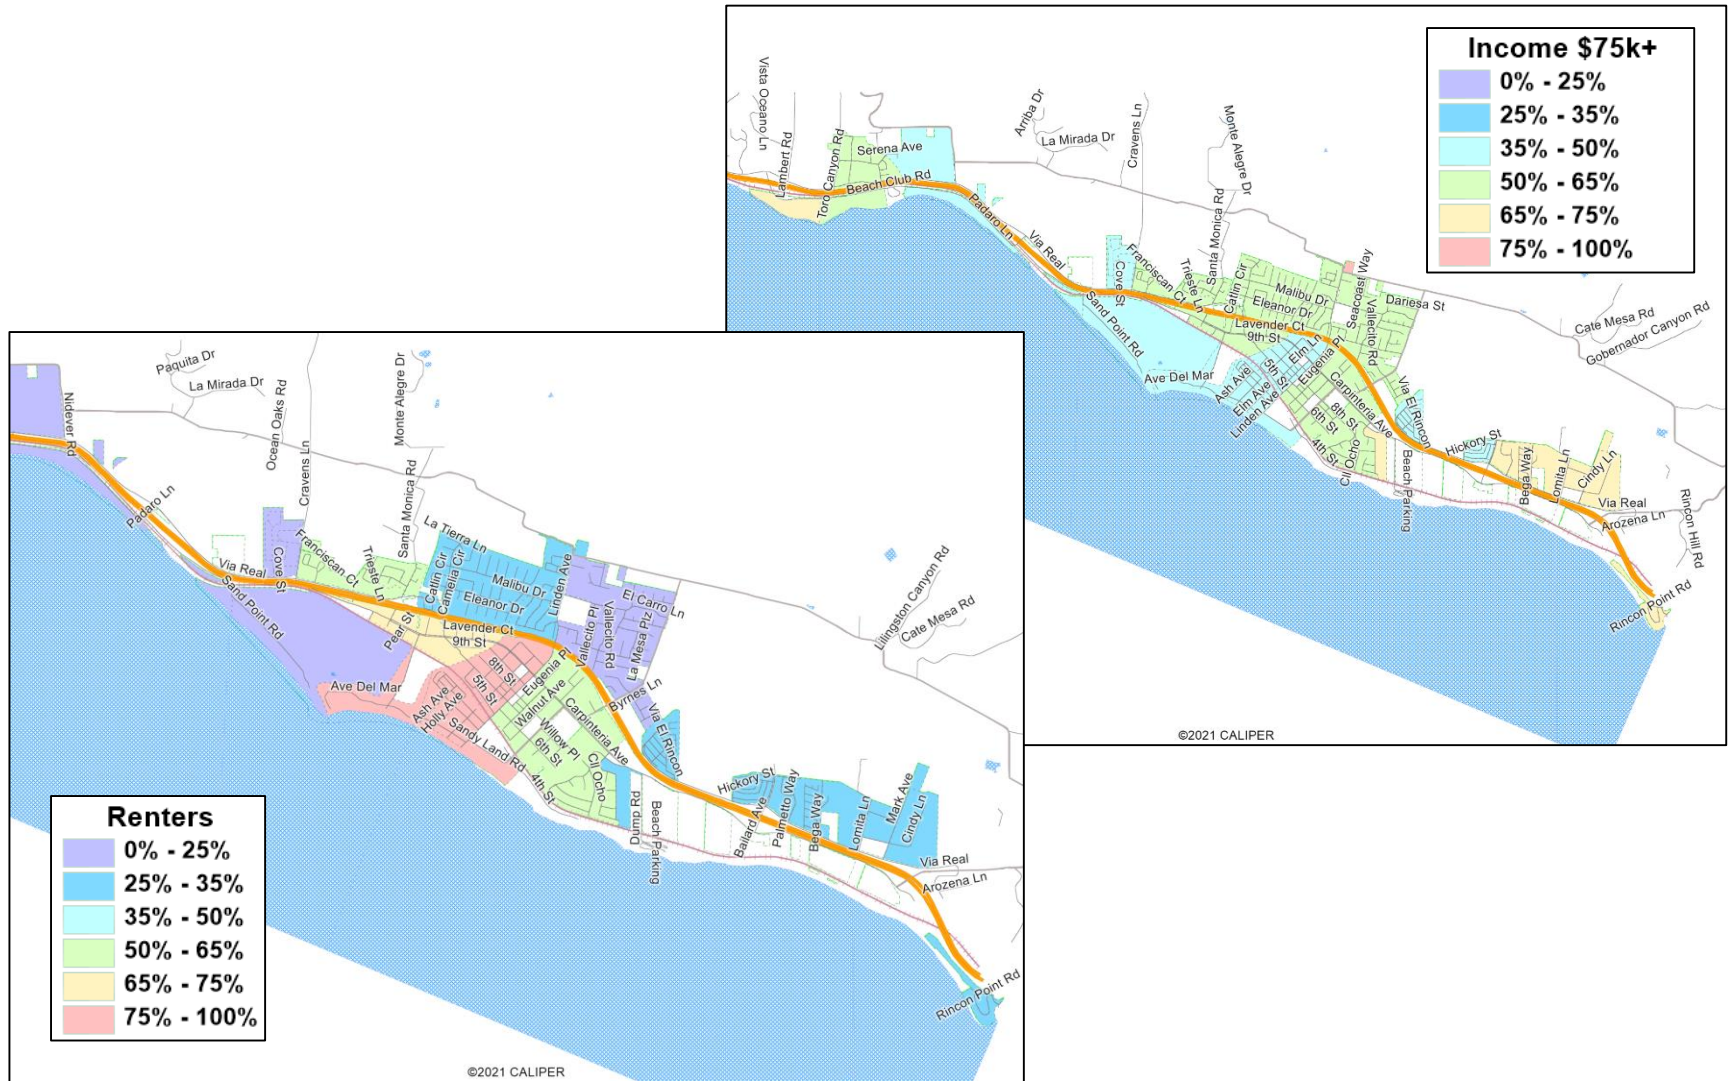 Income $75k+
0% - 25%
25% - 35%
35% - 50%
50% - 65%
65% - 75%
75% - 100%
Vista Oceano Ln
Lambert Rd
Toro Canyon Rd
Serena Ave
Beach Club Rd
Arriba Dr
La Mirada Dr
Cravens Ln
Monte Alegre Dr
Santa Monica Rd
Padaro Ln
Via Real
Cove St
Franciscan Ct
Trieste Ln
Catlin Cir
Malibu Dr
Eleanor Dr
Seacoast Way
Vallecito Rd
Dariesa St
Cate Mesa Rd
Gobernador Canyon Rd
Sand Point Rd
Lavender Ct
9th St
Elm Ln
Eugenia Pl
Ave Del Mar
Ash Ave
5th St
Elm Ave
Linden Ave
Carpinteria Ave
8th St
6th St
4th St
Cll Ocho
Via El Rincon
Beach Parking
Hickory St
Bega Way
Lomita Ln
Cindy Ln
Via Real
Arozena Ln
Rincon Hill Rd
Rincon Point Rd
©2021 CALIPER
Paquita Dr
La Mirada Dr
Nidever Rd
Ocean Oaks Rd
Cravens Ln
Monte Alegre Dr
Santa Monica Rd
Padaro Ln
La Tierra Ln
Via Real
Cove St
Franciscan Ct
Trieste Ln
Catlin Cir
Camelia Cir
Malibu Dr
Eleanor Dr
Linden Ave
El Carro Ln
Vallecito Pl
Vallecito Rd
La Mesa Plz
Lillingston Canyon Rd
Cate Mesa Rd
Sand Point Rd
Pear St
Lavender Ct
9th St
8th St
5th St
Eugenia Pl
Ave Del Mar
Ash Ave
Holly Ave
Walnut Ave
Byrnes Ln
Via El Rincon
Carpinteria Ave
Sandy Land Rd
Willow Pl
6th St
4th St
Cll Ocho
Dump Rd
Beach Parking
Hickory St
Bailard Ave
Palmetto Way
Bega Way
Lomita Ln
Mark Ave
Cindy Ln
Via Real
Arozena Ln
Rincon Point Rd
Renters
0% - 25%
25% - 35%
35% - 50%
50% - 65%
65% - 75%
75% - 100%
©2021 CALIPER